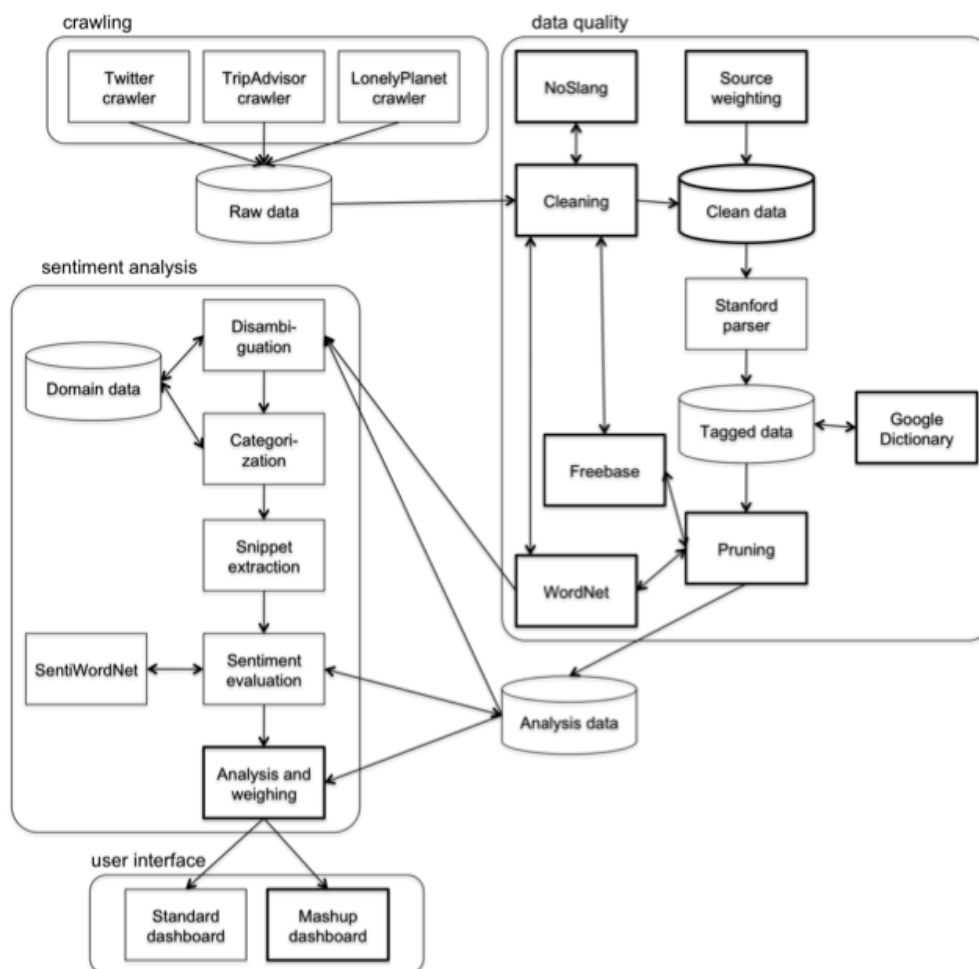 crawling
Twitter
crawler
TripAdvisor
crawler
LonelyPlanet
crawler
Raw data
data quality
NoSlang
Source
weighting
Cleaning
Clean data
Stanford
parser
Tagged data
Google
Dictionary
Freebase
Pruning
WordNet
sentiment analysis
Disambi-
guation
Domain data
Categori-
zation
Snippet
extraction
SentiWordNet
Sentiment
evaluation
Analysis data
Analysis and
weighing
user interface
Standard
dashboard
Mashup
dashboard